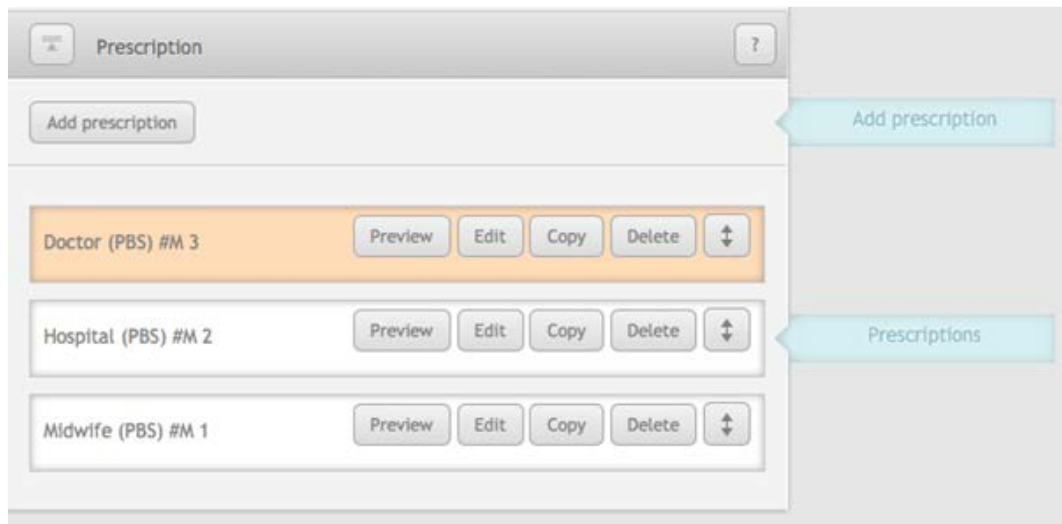 Prescription ?
Add prescription
Add prescription
Doctor (PBS) #M 3 Preview Edit Copy Delete
Hospital (PBS) #M 2 Preview Edit Copy Delete
Prescriptions
Midwife (PBS) #M 1 Preview Edit Copy Delete